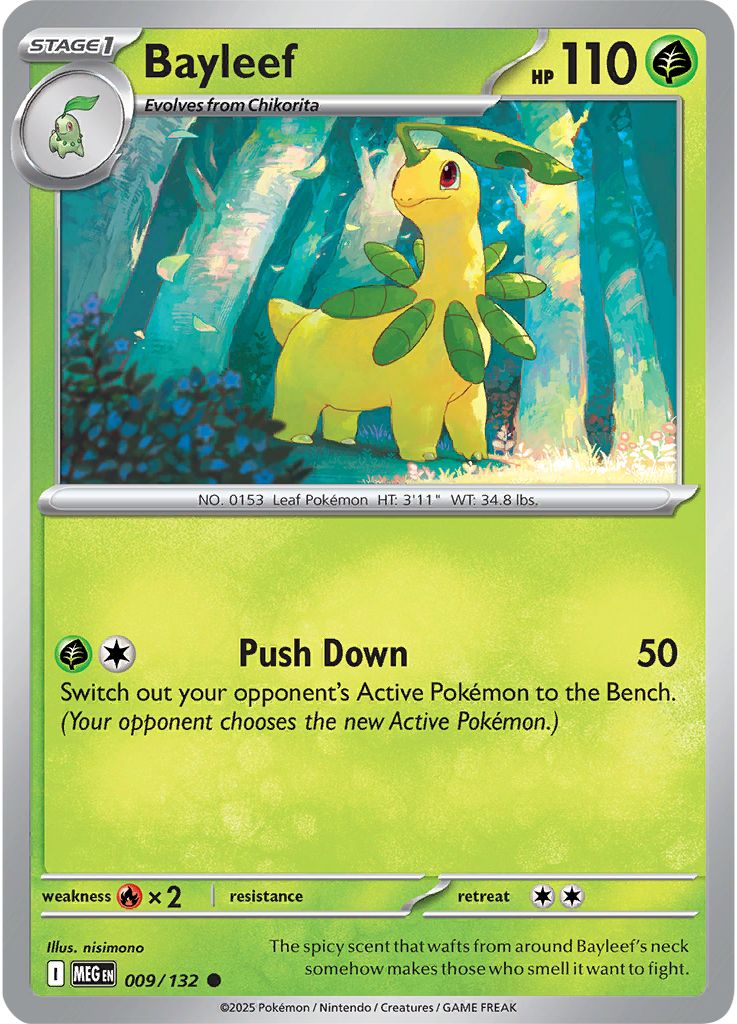 STAGE1
Bayleef
HP 110
Evolves from Chikorita
NO. 0153 Leaf Pokémon HT: 3'11" WT: 34.8 lbs.
Push Down 50
Switch out your opponent's Active Pokémon to the Bench.
(Your opponent chooses the new Active Pokémon.)
weakness ×2 resistance retreat
Illus. nisimono
The spicy scent that wafts from around Bayleef's neck
somehow makes those who smell it want to fight.
I MEG EN 009/132
©2025 Pokémon / Nintendo / Creatures / GAME FREAK